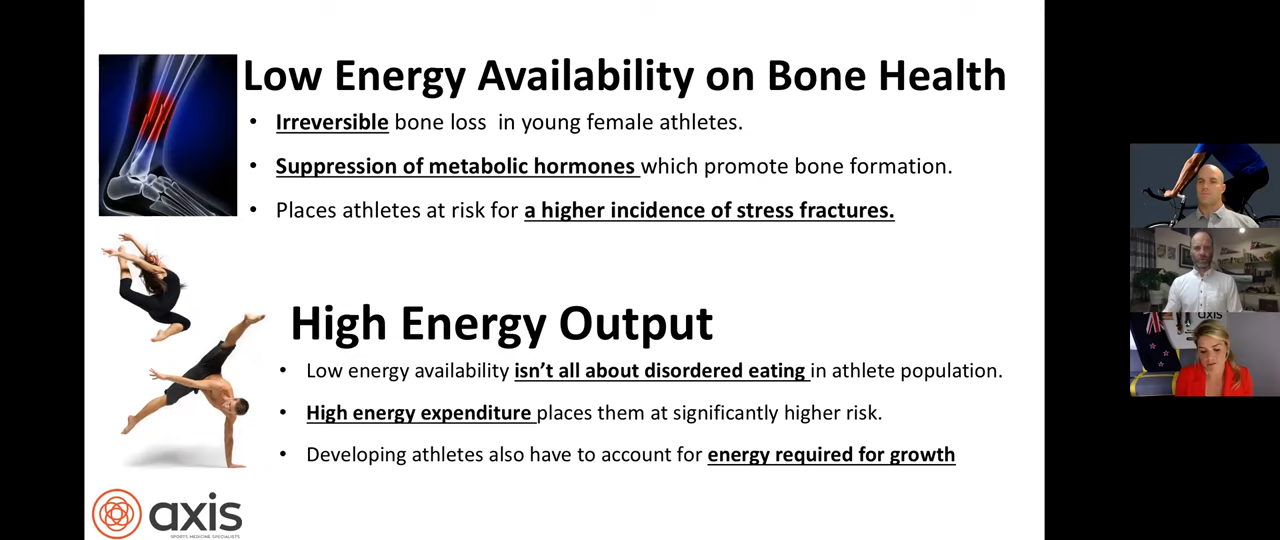 Low Energy Availability on Bone Health
• Irreversible bone loss in young female athletes.
• Suppression of metabolic hormones which promote bone formation.
• Places athletes at risk for a higher incidence of stress fractures.
High Energy Output
• Low energy availability isn’t all about disordered eating in athlete population.
• High energy expenditure places them at significantly higher risk.
• Developing athletes also have to account for energy required for growth
axis
SPORTS MEDICINE SPECIALISTS
axis